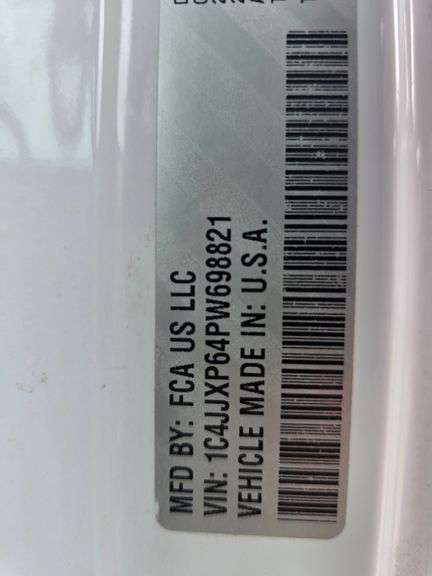 MFD BY: FCA US LLC
VIN: 1C4JJXP64PW698821
VEHICLE MADE IN: U.S.A.